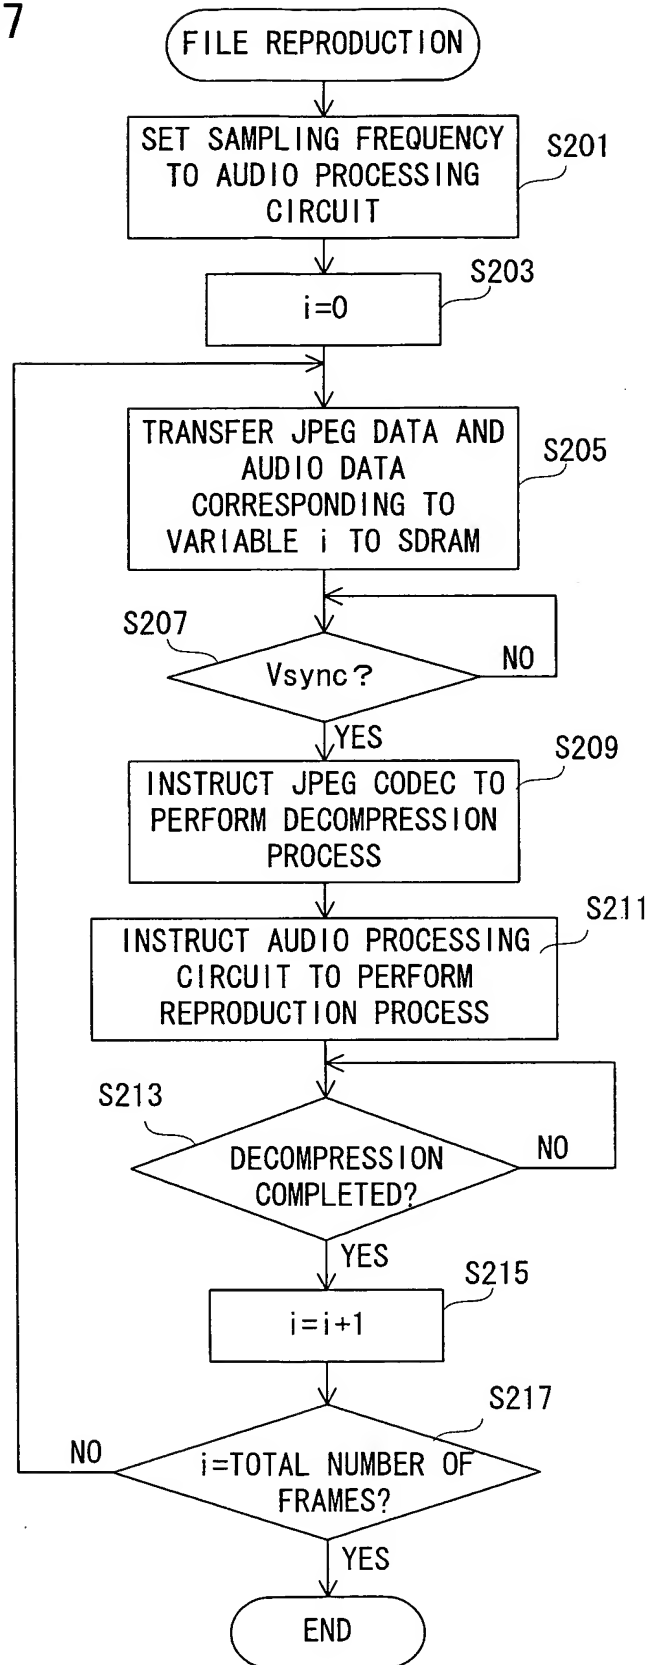 7
FILE REPRODUCTION
SET SAMPLING FREQUENCY
TO AUDIO PROCESSING
CIRCUIT
S201
S203
i=0
TRANSFER JPEG DATA AND
AUDIO DATA
CORRESPONDING TO
VARIABLE i TO SDRAM
S205
S207
Vsync?
NO
YES
S209
INSTRUCT JPEG CODEC TO
PERFORM DECOMPRESSION
PROCESS
S211
INSTRUCT AUDIO PROCESSING
CIRCUIT TO PERFORM
REPRODUCTION PROCESS
S213
DECOMPRESSION
COMPLETED?
NO
YES
S215
i=i+1
S217
NO
i=TOTAL NUMBER OF
FRAMES?
YES
END